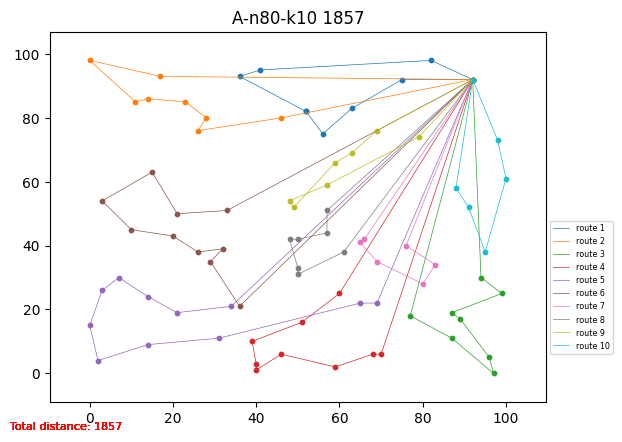 A-n80-k10 1857
100
80
60
40
20
0
0 20 40 60 80 100
route 1
route 2
route 3
route 4
route 5
route 6
route 7
route 8
route 9
route 10
Total distance: 1857